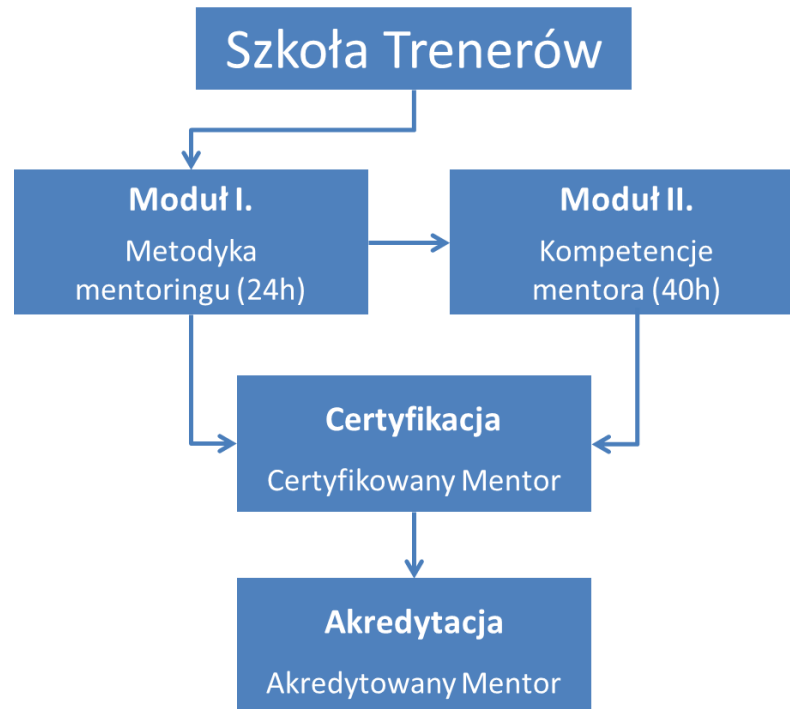 Szkoła Trenerów
Moduł I.
Metodyka
mentoringu (24h)
Moduł II.
Kompetencje
mentora (40h)
Certyfikacja
Certyfikowany Mentor
Akredytacja
Akredytowany Mentor